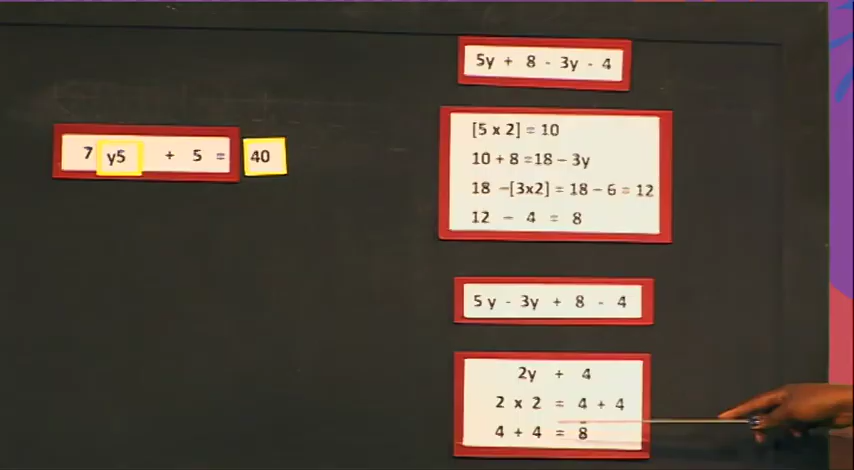 7 y5 + 5 = 40
5y + 8 - 3y - 4
[5 x 2] = 10
10 + 8 =18 – 3y
18 –[3x2] = 18 – 6 = 12
12 – 4 = 8
5y - 3y + 8 - 4
2y + 4
2 x 2 = 4 + 4
4 + 4 = 8